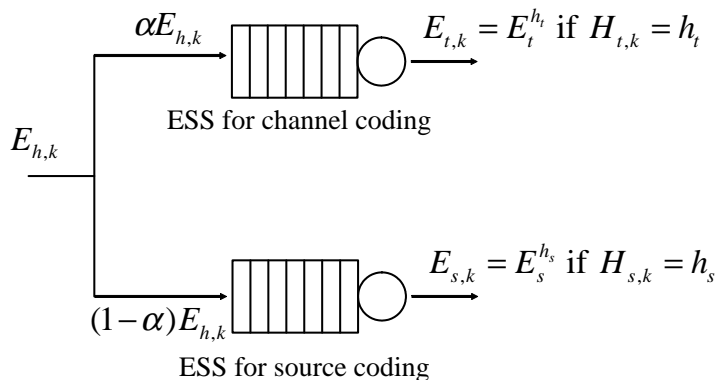 αE_{h,k}
E_{t,k} = E_t^{h_t} if H_{t,k} = h_t
ESS for channel coding
E_{h,k}
E_{s,k} = E_s^{h_s} if H_{s,k} = h_s
(1−α)E_{h,k}
ESS for source coding